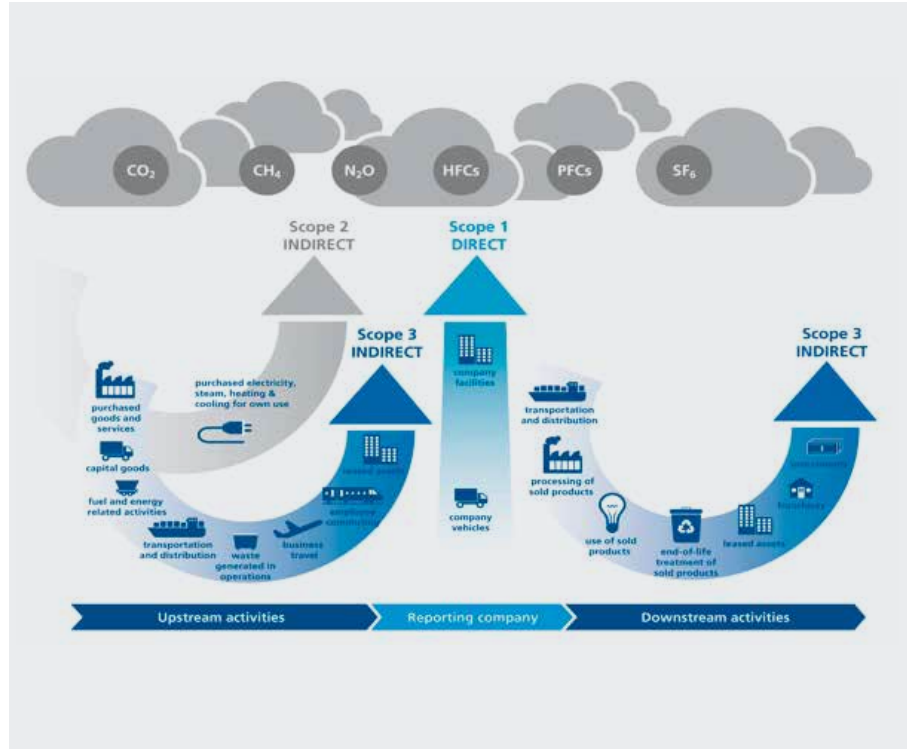 CO₂
CH₄
N₂O
HFCs
PFCs
SF₆
Scope 2
INDIRECT
Scope 1
DIRECT
Scope 3
INDIRECT
Scope 3
INDIRECT
purchased
goods and
services
capital goods
fuel and energy
related activities
transportation
and distribution
waste
generated in
operations
business
travel
employee
commuting
leased assets
purchased electricity,
steam, heating &
cooling for own use
company
facilities
company
vehicles
transportation
and distribution
processing of
sold products
use of sold
products
end-of-life
treatment of
sold products
leased assets
franchises
investments
Upstream activities
Reporting company
Downstream activities